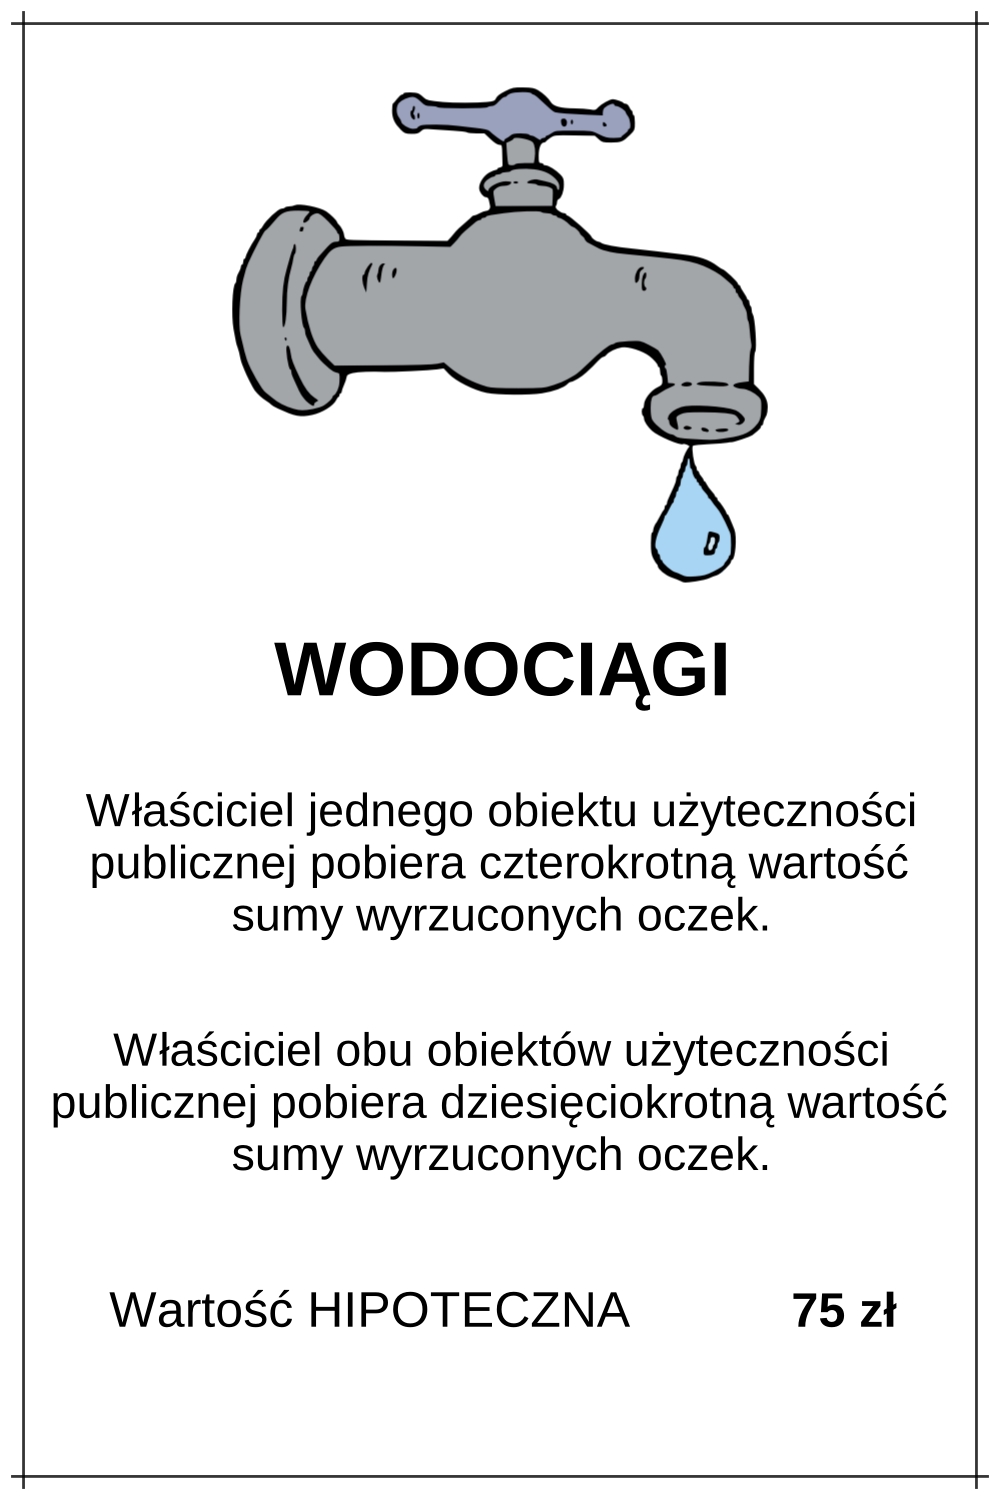 WODOCIĄGI
Właściciel jednego obiektu użyteczności
publicznej pobiera czterokrotną wartość
sumy wyrzuconych oczek.
Właściciel obu obiektów użyteczności
publicznej pobiera dziesięciokrotną wartość
sumy wyrzuconych oczek.
Wartość HIPOTECZNA 75 zł